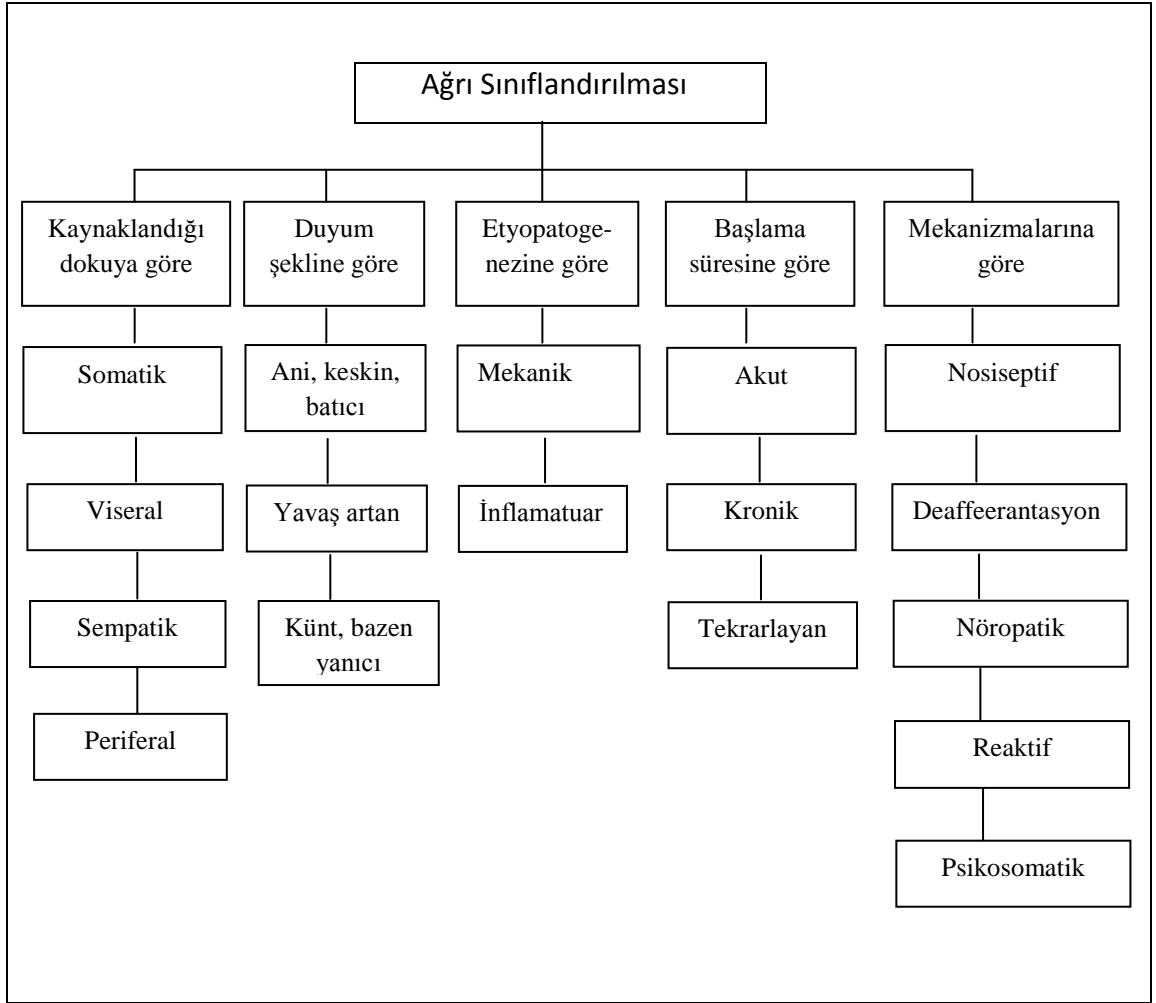 Ağrı Sınıflandırılması
Kaynaklandığı
dokuya göre
Duyum
şekline göre
Etyopatoge-
nezine göre
Başlama
süresine göre
Mekanizmalarına
göre
Somatik
Ani, keskin,
batıcı
Mekanik
Akut
Nosiseptif
Viseral
Yavaş artan
İnflamatuar
Kronik
Deaffeerantasyon
Sempatik
Künt, bazen
yanıcı
Tekrarlayan
Nöropatik
Periferal
Reaktif
Psikosomatik